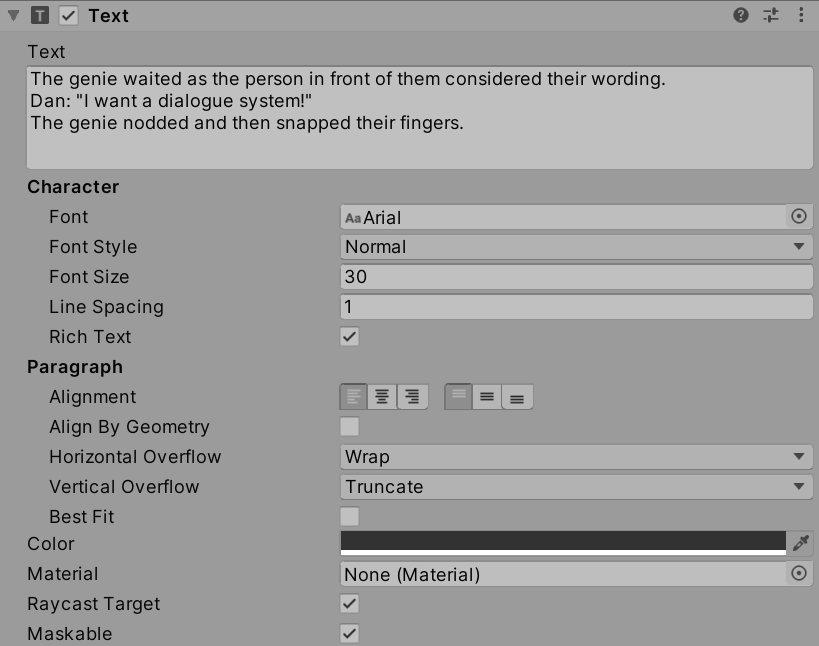 Text
Text
The genie waited as the person in front of them considered their wording.
Dan: "I want a dialogue system!"
The genie nodded and then snapped their fingers.
Character
Font Aa Arial
Font Style Normal
Font Size 30
Line Spacing 1
Rich Text
Paragraph
Alignment
Align By Geometry
Horizontal Overflow Wrap
Vertical Overflow Truncate
Best Fit
Color
Material None (Material)
Raycast Target
Maskable